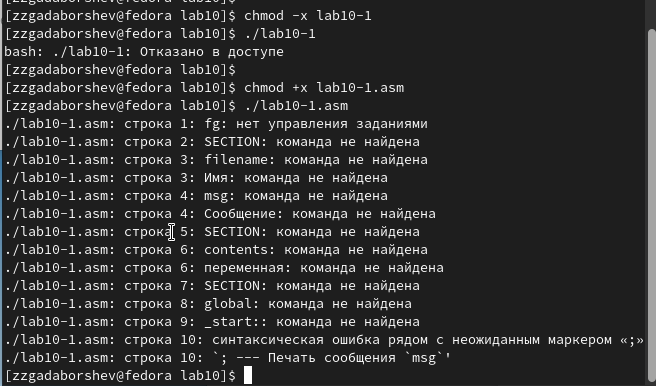 [zzgadaborshev@fedora lab10]$ chmod -x lab10-1
[zzgadaborshev@fedora lab10]$ ./lab10-1
bash: ./lab10-1: Отказано в доступе
[zzgadaborshev@fedora lab10]$
[zzgadaborshev@fedora lab10]$ chmod +x lab10-1.asm
[zzgadaborshev@fedora lab10]$ ./lab10-1.asm
./lab10-1.asm: строка 1: fg: нет управления заданиями
./lab10-1.asm: строка 2: SECTION: команда не найдена
./lab10-1.asm: строка 3: filename: команда не найдена
./lab10-1.asm: строка 3: Имя: команда не найдена
./lab10-1.asm: строка 4: msg: команда не найдена
./lab10-1.asm: строка 4: Сообщение: команда не найдена
./lab10-1.asm: строка 5: SECTION: команда не найдена
./lab10-1.asm: строка 6: contents: команда не найдена
./lab10-1.asm: строка 6: переменная: команда не найдена
./lab10-1.asm: строка 7: SECTION: команда не найдена
./lab10-1.asm: строка 8: global: команда не найдена
./lab10-1.asm: строка 9: _start:: команда не найдена
./lab10-1.asm: строка 10: синтаксическая ошибка рядом с неожиданным маркером «;»
./lab10-1.asm: строка 10: `; --- Печать сообщения `msg`'
[zzgadaborshev@fedora lab10]$